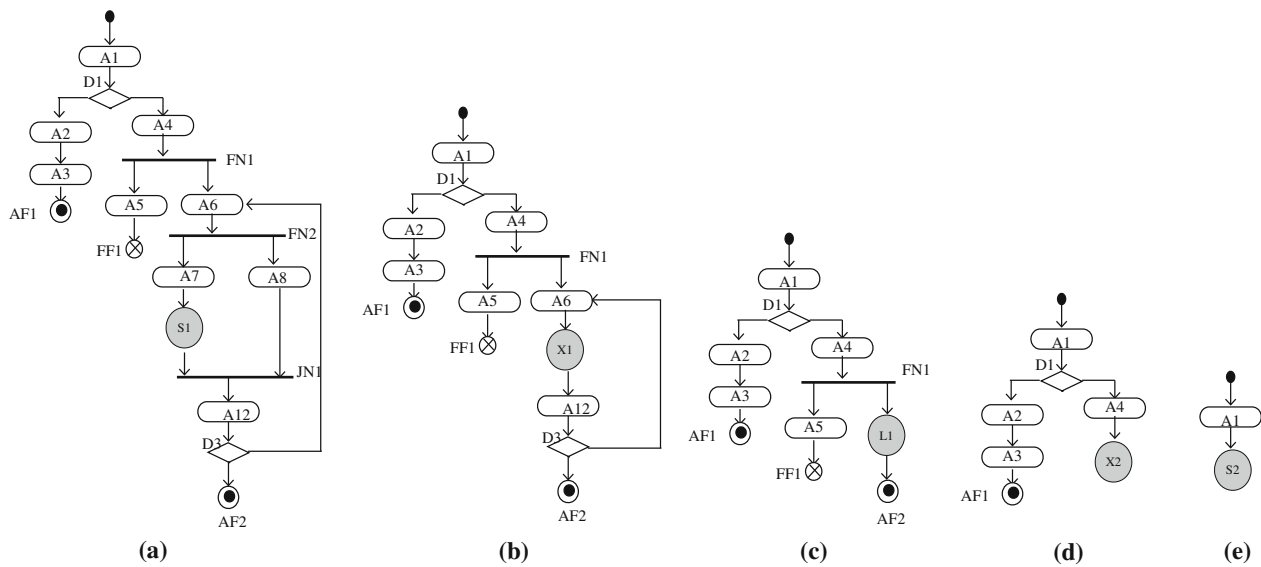 A1
D1
A2
A4
A3
FN1
AF1
A5
A6
FF1
FN2
A7
A8
S1
JN1
A12
D3
AF2
(a)
A1
D1
A2
A4
A3
FN1
AF1
A5
A6
FF1
X1
A12
D3
AF2
(b)
A1
D1
A2
A4
A3
FN1
AF1
A5
L1
FF1
AF2
(c)
A1
D1
A2
A4
A3
X2
AF1
(d)
A1
S2
(e)